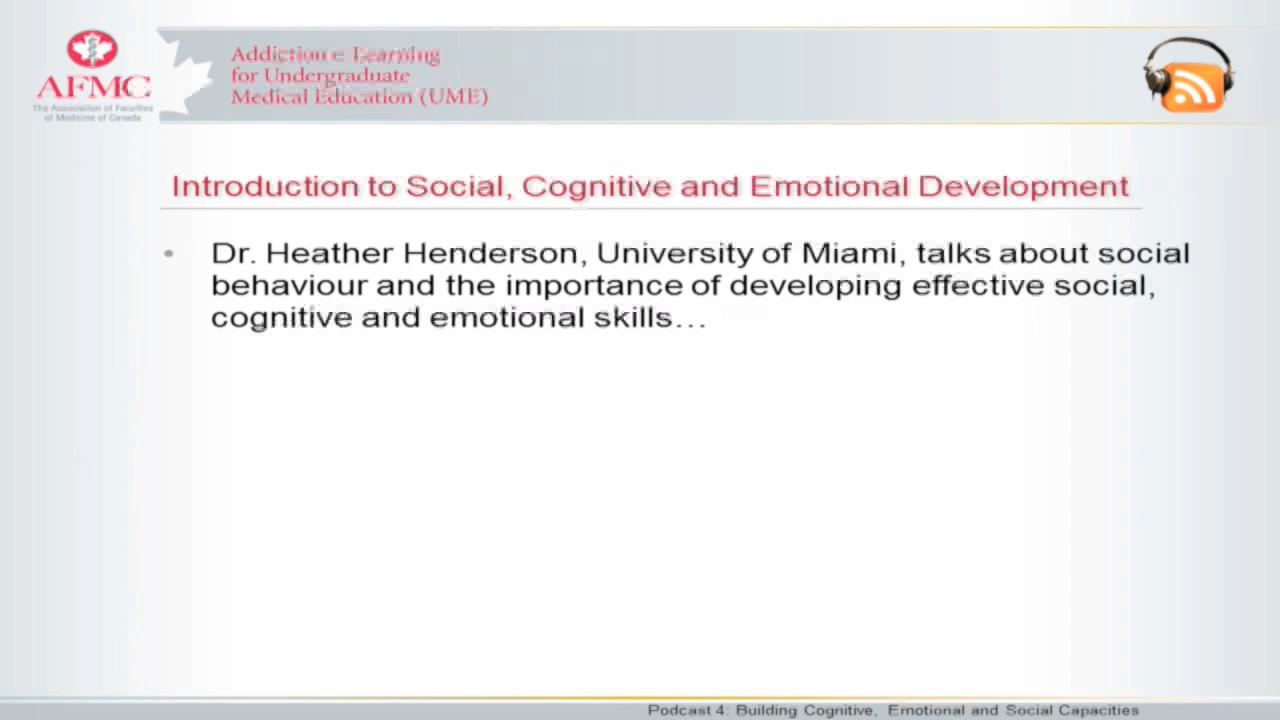 AFMC
The Association of Faculties
of Medicine of Canada
Addiction e-Learning
for Undergraduate
Medical Education (UME)
Introduction to Social, Cognitive and Emotional Development
• Dr. Heather Henderson, University of Miami, talks about social
behaviour and the importance of developing effective social,
cognitive and emotional skills…
Podcast 4: Building Cognitive, Emotional and Social Capacities